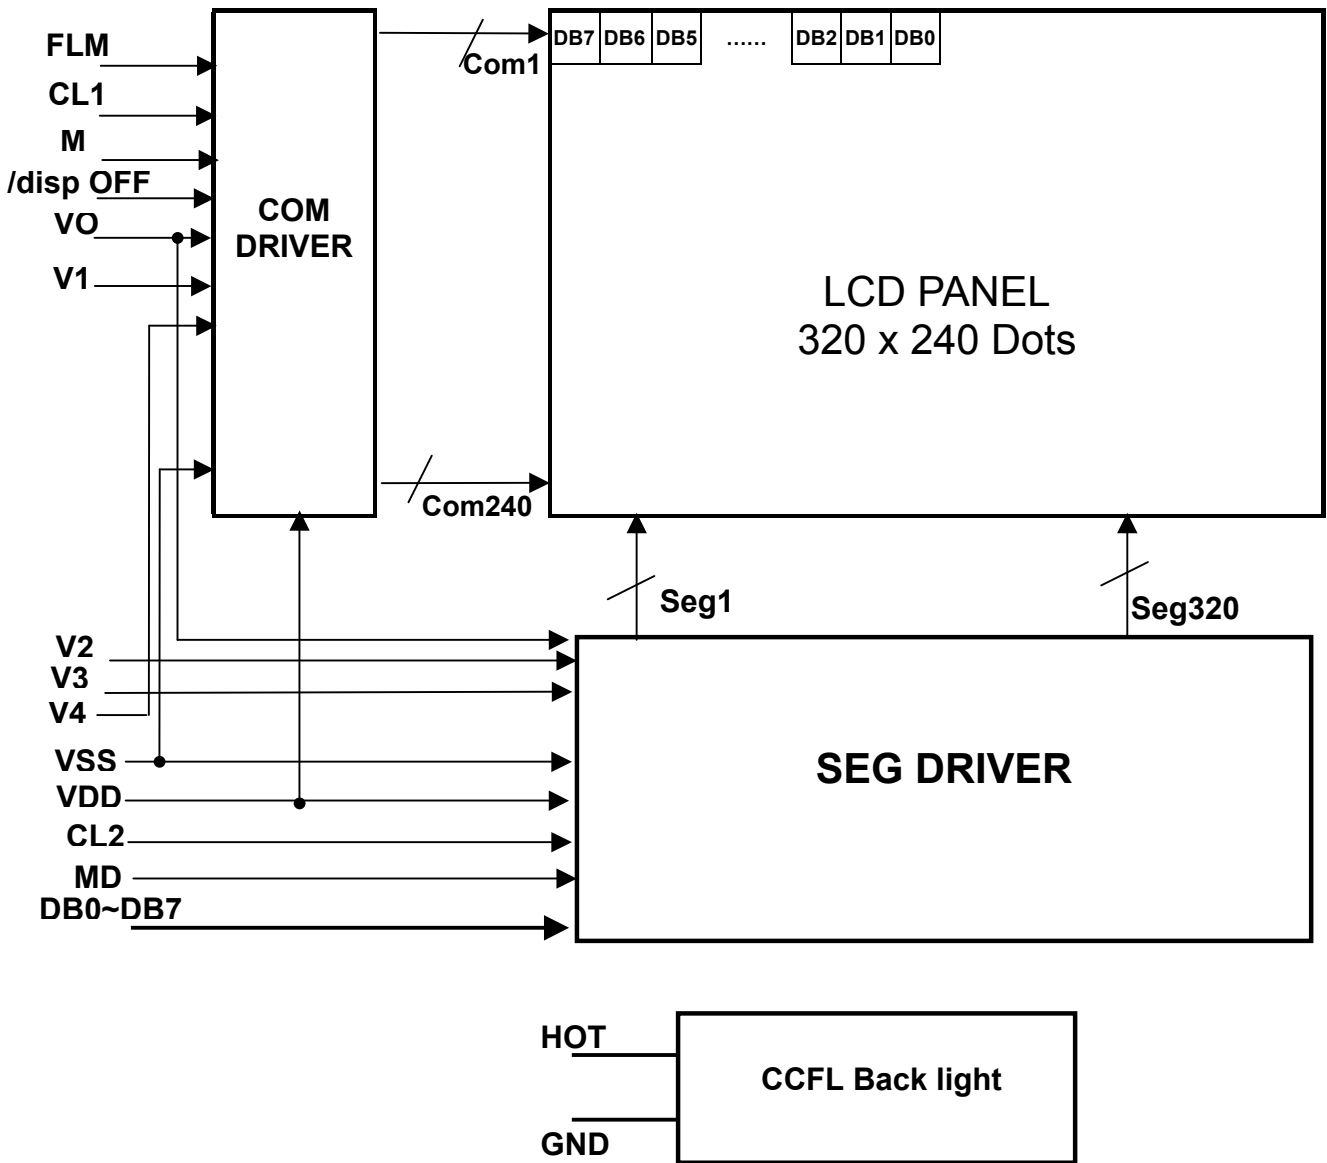 FLM
CL1
M
/disp OFF
VO
V1
COM
DRIVER
Com1
Com240
DB7 DB6 DB5 ...... DB2 DB1 DB0
LCD PANEL
320 x 240 Dots
Seg1
Seg320
V2
V3
V4
VSS
VDD
CL2
MD
DB0~DB7
SEG DRIVER
HOT
GND
CCFL Back light